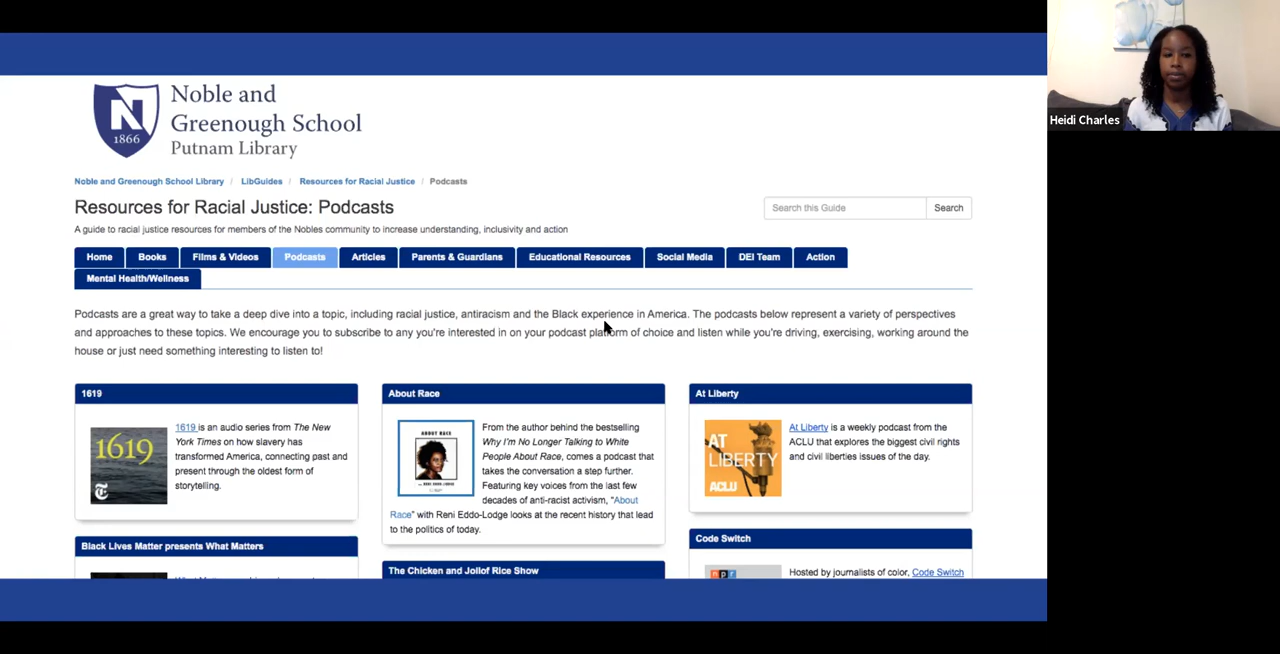 Noble and
Greenough School
Putnam Library
N
1866
Heidi Charles
Noble and Greenough School Library / LibGuides / Resources for Racial Justice / Podcasts
Resources for Racial Justice: Podcasts
Search this Guide
Search
A guide to racial justice resources for members of the Nobles community to increase understanding, inclusivity and action
Home
Books
Films & Videos
Podcasts
Articles
Parents & Guardians
Educational Resources
Social Media
DEI Team
Action
Mental Health/Wellness
Podcasts are a great way to take a deep dive into a topic, including racial justice, antiracism and the Black experience in America. The podcasts below represent a variety of perspectives
and approaches to these topics. We encourage you to subscribe to any you're interested in on your podcast platform of choice and listen while you're driving, exercising, working around the
house or just need something interesting to listen to!
1619
1619
1619 is an audio series from The New
York Times on how slavery has
transformed America, connecting past and
present through the oldest form of
storytelling.
Black Lives Matter presents What Matters
About Race
ABOUT RACE
From the author behind the bestselling
Why I'm No Longer Talking to White
People About Race, comes a podcast that
takes the conversation a step further.
Featuring key voices from the last few
decades of anti-racist activism, "About
Race" with Reni Eddo-Lodge looks at the recent history that lead
to the politics of today.
The Chicken and Jollof Rice Show
At Liberty
AT
LIBERTY
ACLU
At Liberty is a weekly podcast from the
ACLU that explores the biggest civil rights
and civil liberties issues of the day.
Code Switch
npr
Hosted by journalists of color, Code Switch